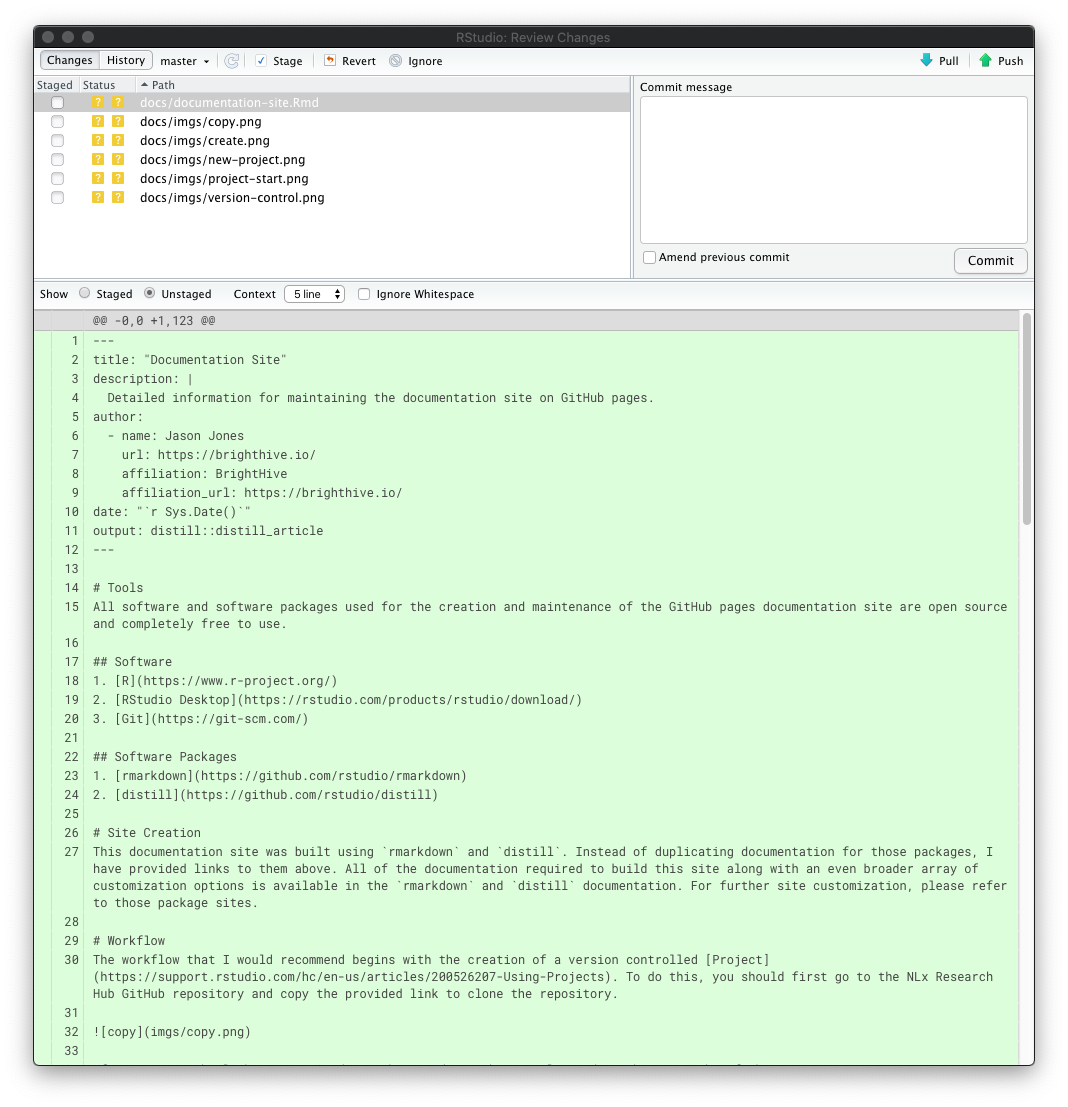 RStudio: Review Changes
Changes History master Stage Revert Ignore Pull Push
Staged Status Path
docs/documentation-site.Rmd
? ? docs/imgs/copy.png
? ? docs/imgs/create.png
? ? docs/imgs/new-project.png
? ? docs/imgs/project-start.png
? ? docs/imgs/version-control.png
Commit message
Amend previous commit
Commit
Show Staged Unstaged Context 5 line Ignore Whitespace
@@ -0,0 +1,123 @@
1 ---
2 title: "Documentation Site"
3 description: |
4 Detailed information for maintaining the documentation site on GitHub pages.
5 author:
6 - name: Jason Jones
7 url: https://brighthive.io/
8 affiliation: BrightHive
9 affiliation_url: https://brighthive.io/
10 date: "`r Sys.Date()`"
11 output: distill::distill_article
12 ---
13
14 # Tools
15 All software and software packages used for the creation and maintenance of the GitHub pages documentation site are open source
and completely free to use.
16
17 ## Software
18 1. [R](https://www.r-project.org/)
19 2. [RStudio Desktop](https://rstudio.com/products/rstudio/download/)
20 3. [Git](https://git-scm.com/)
21
22 ## Software Packages
23 1. [rmarkdown](https://github.com/rstudio/rmarkdown)
24 2. [distill](https://github.com/rstudio/distill)
25
26 # Site Creation
27 This documentation site was built using `rmarkdown` and `distill`. Instead of duplicating documentation for those packages, I
have provided links to them above. All of the documentation required to build this site along with an even broader array of
customization options is available in the `rmarkdown` and `distill` documentation. For further site customization, please refer
to those package sites.
28
29 # Workflow
30 The workflow that I would recommend begins with the creation of a version controlled [Project]
(https://support.rstudio.com/hc/en-us/articles/200526207-Using-Projects). To do this, you should first go to the NLx Research
Hub GitHub repository and copy the provided link to clone the repository.
31
32 ![copy](imgs/copy.png)
33